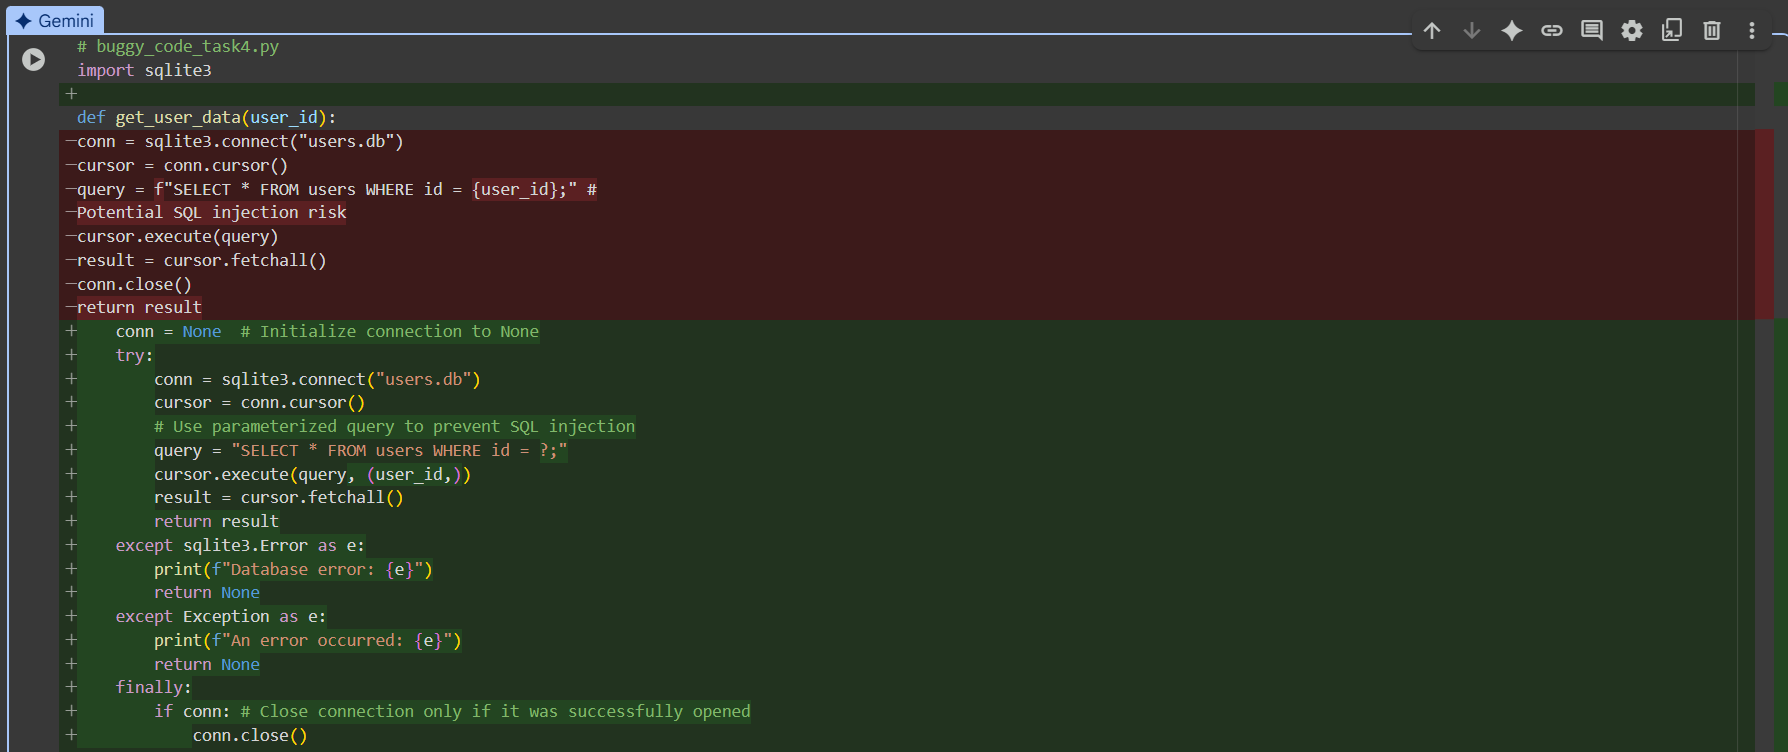 Gemini
# buggy_code_task4.py
import sqlite3
+
def get_user_data(user_id):
−conn = sqlite3.connect("users.db")
−cursor = conn.cursor()
−query = f"SELECT * FROM users WHERE id = {user_id};" #
−Potential SQL injection risk
−cursor.execute(query)
−result = cursor.fetchall()
−conn.close()
−return result
+    conn = None  # Initialize connection to None
+    try:
+        conn = sqlite3.connect("users.db")
+        cursor = conn.cursor()
+        # Use parameterized query to prevent SQL injection
+        query = "SELECT * FROM users WHERE id = ?;"
+        cursor.execute(query, (user_id,))
+        result = cursor.fetchall()
+        return result
+    except sqlite3.Error as e:
+        print(f"Database error: {e}")
+        return None
+    except Exception as e:
+        print(f"An error occurred: {e}")
+        return None
+    finally:
+        if conn: # Close connection only if it was successfully opened
+            conn.close()